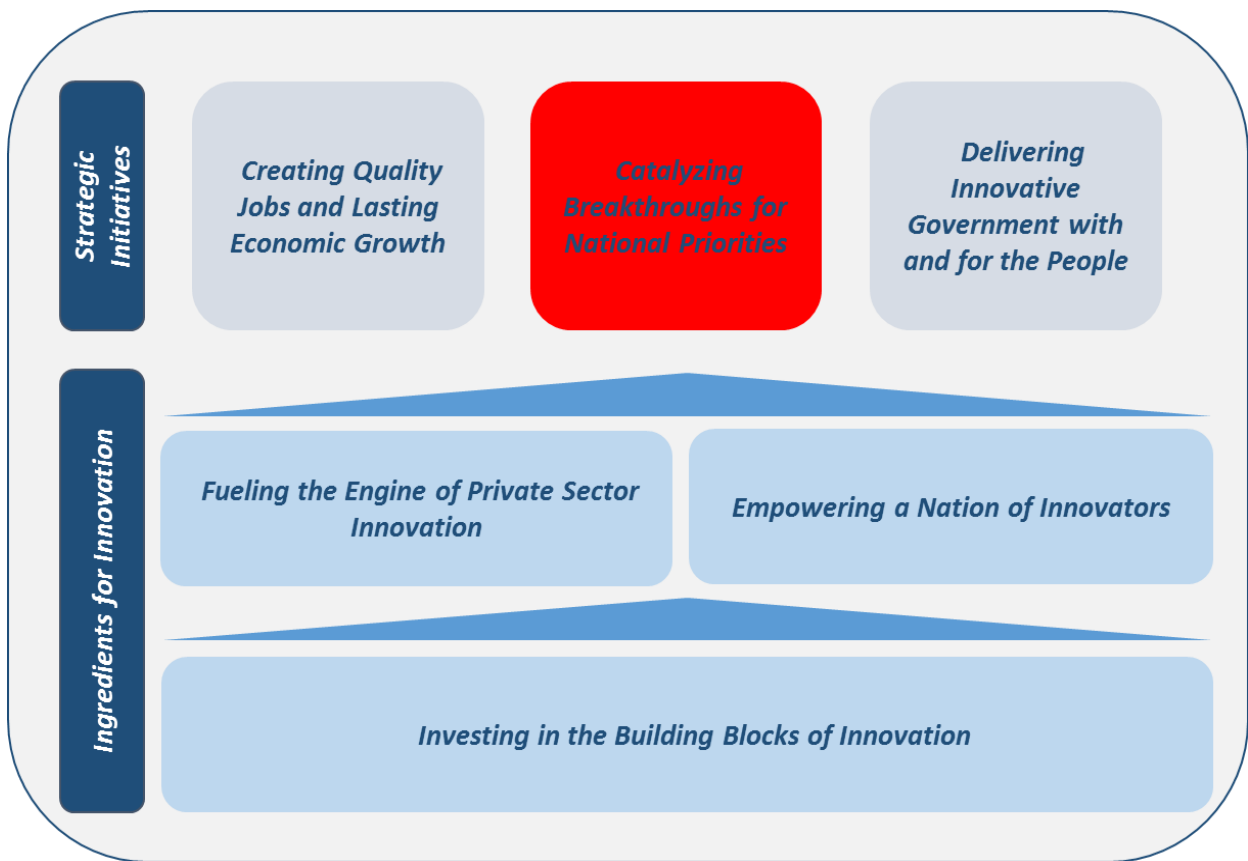 Strategic
Initiatives
Creating Quality
Jobs and Lasting
Economic Growth
Catalyzing
Breakthroughs for
National Priorities
Delivering
Innovative
Government with
and for the People
Ingredients for Innovation
Fueling the Engine of Private Sector
Innovation
Empowering a Nation of Innovators
Investing in the Building Blocks of Innovation